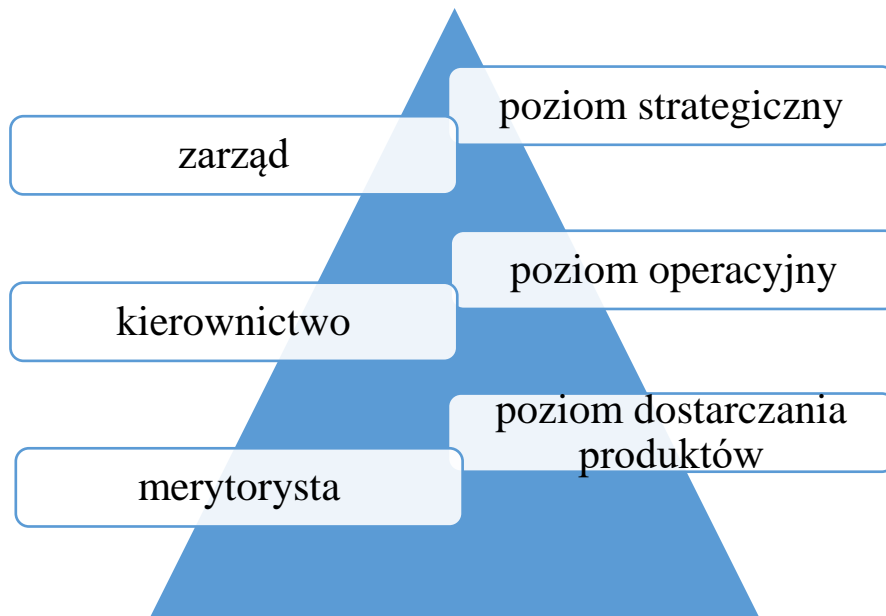 poziom strategiczny
zarząd
poziom operacyjny
kierownictwo
poziom dostarczania
produktów
merytorysta